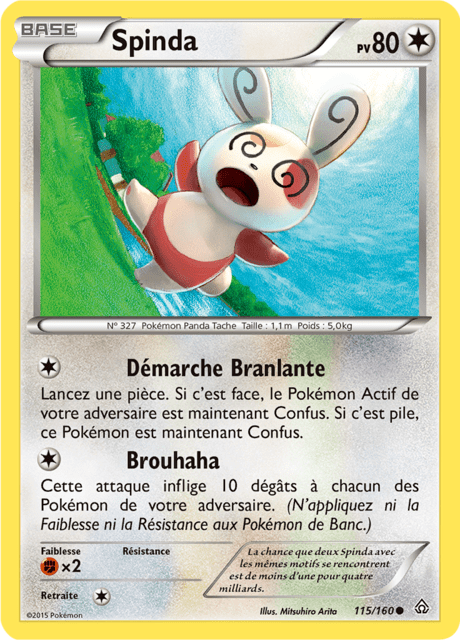 BASE
Spinda
PV80
N° 327 Pokémon Panda Tache Taille : 1,1m Poids : 5,0kg
Démarche Branlante
Lancez une pièce. Si c'est face, le Pokémon Actif de
votre adversaire est maintenant Confus. Si c'est pile,
ce Pokémon est maintenant Confus.
Brouhaha
Cette attaque inflige 10 dégâts à chacun des
Pokémon de votre adversaire. (N'appliquez ni la
Faiblesse ni la Résistance aux Pokémon de Banc.)
Faiblesse Résistance
×2
Retraite
La chance que deux Spinda avec
les mêmes motifs se rencontrent
est de moins d'une pour quatre
milliards.
©2015 Pokémon
Illus. Mitsuhiro Arita 115/160